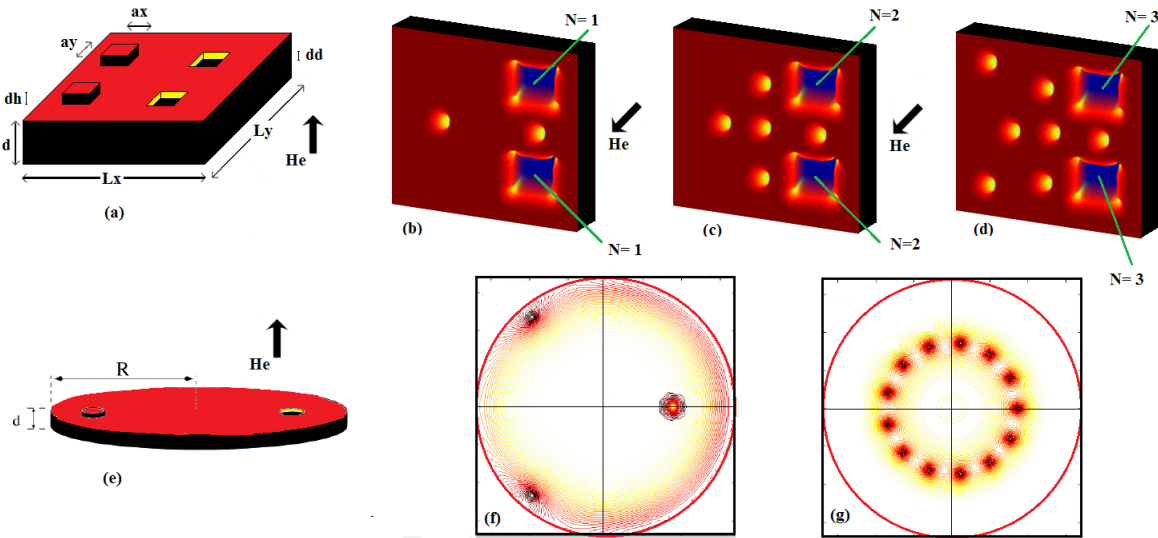 ax
ay
dd
dh
d
Ly
He
Lx
(a)
N= 1
He
(b)
N= 1
N=2
He
(c)
N=2
N= 3
(d)
N= 3
He
R
d
(e)
(f)
(g)